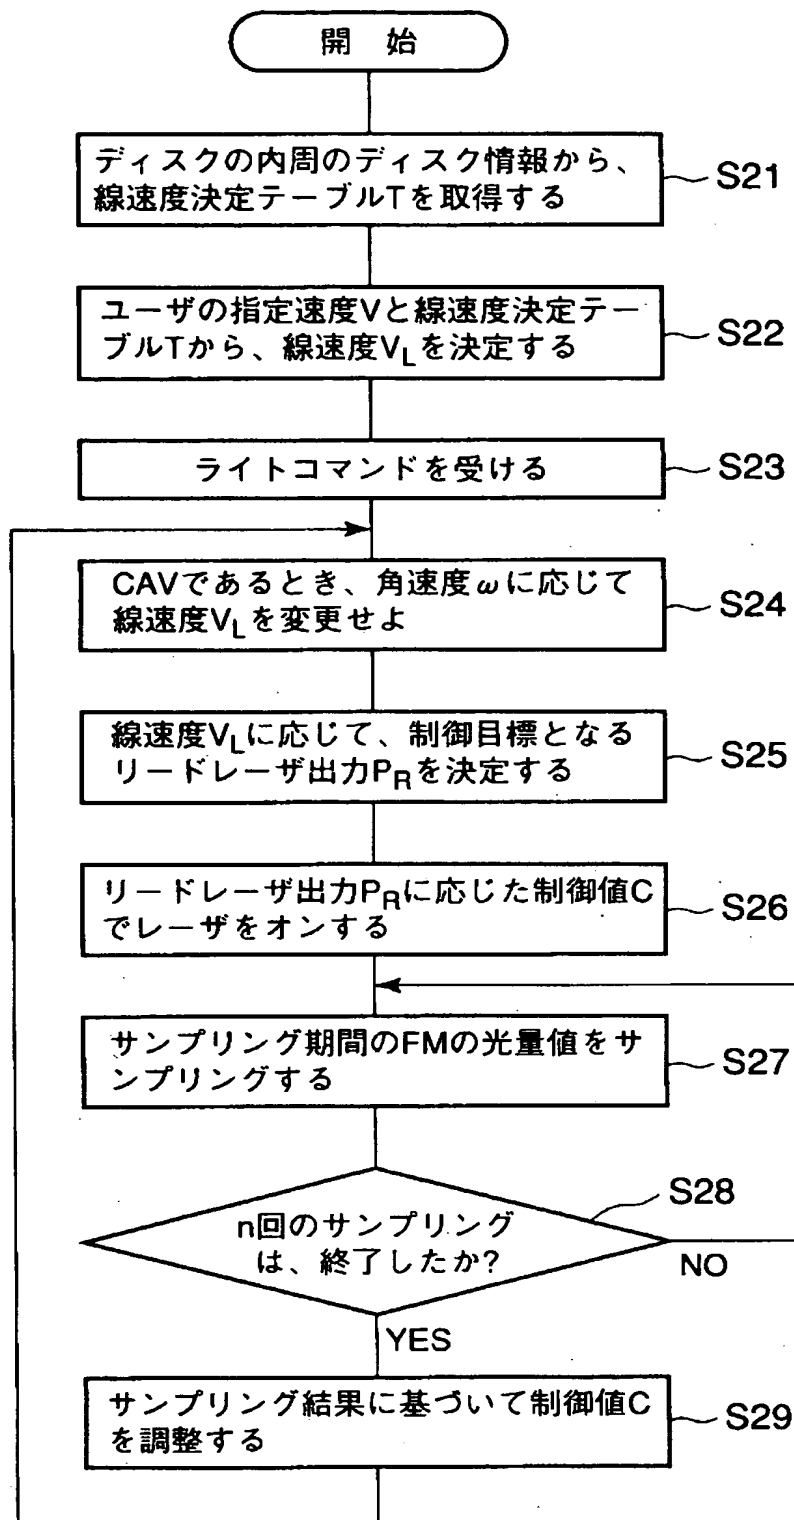 開 始
ディスクの内周のディスク情報から、
線速度決定テーブルTを取得する
S21
ユーザの指定速度Vと線速度決定テー
ブルTから、線速度VLを決定する
S22
ライトコマンドを受ける
S23
CAVであるとき、角速度ωに応じて
線速度VLを変更せよ
S24
線速度VLに応じて、制御目標となる
リードレーザ出力PRを決定する
S25
リードレーザ出力PRに応じた制御値C
でレーザをオンする
S26
サンプリング期間のFMの光量値をサ
ンプリングする
S27
S28
n回のサンプリング
は、終了したか?
NO
YES
サンプリング結果に基づいて制御値C
を調整する
S29